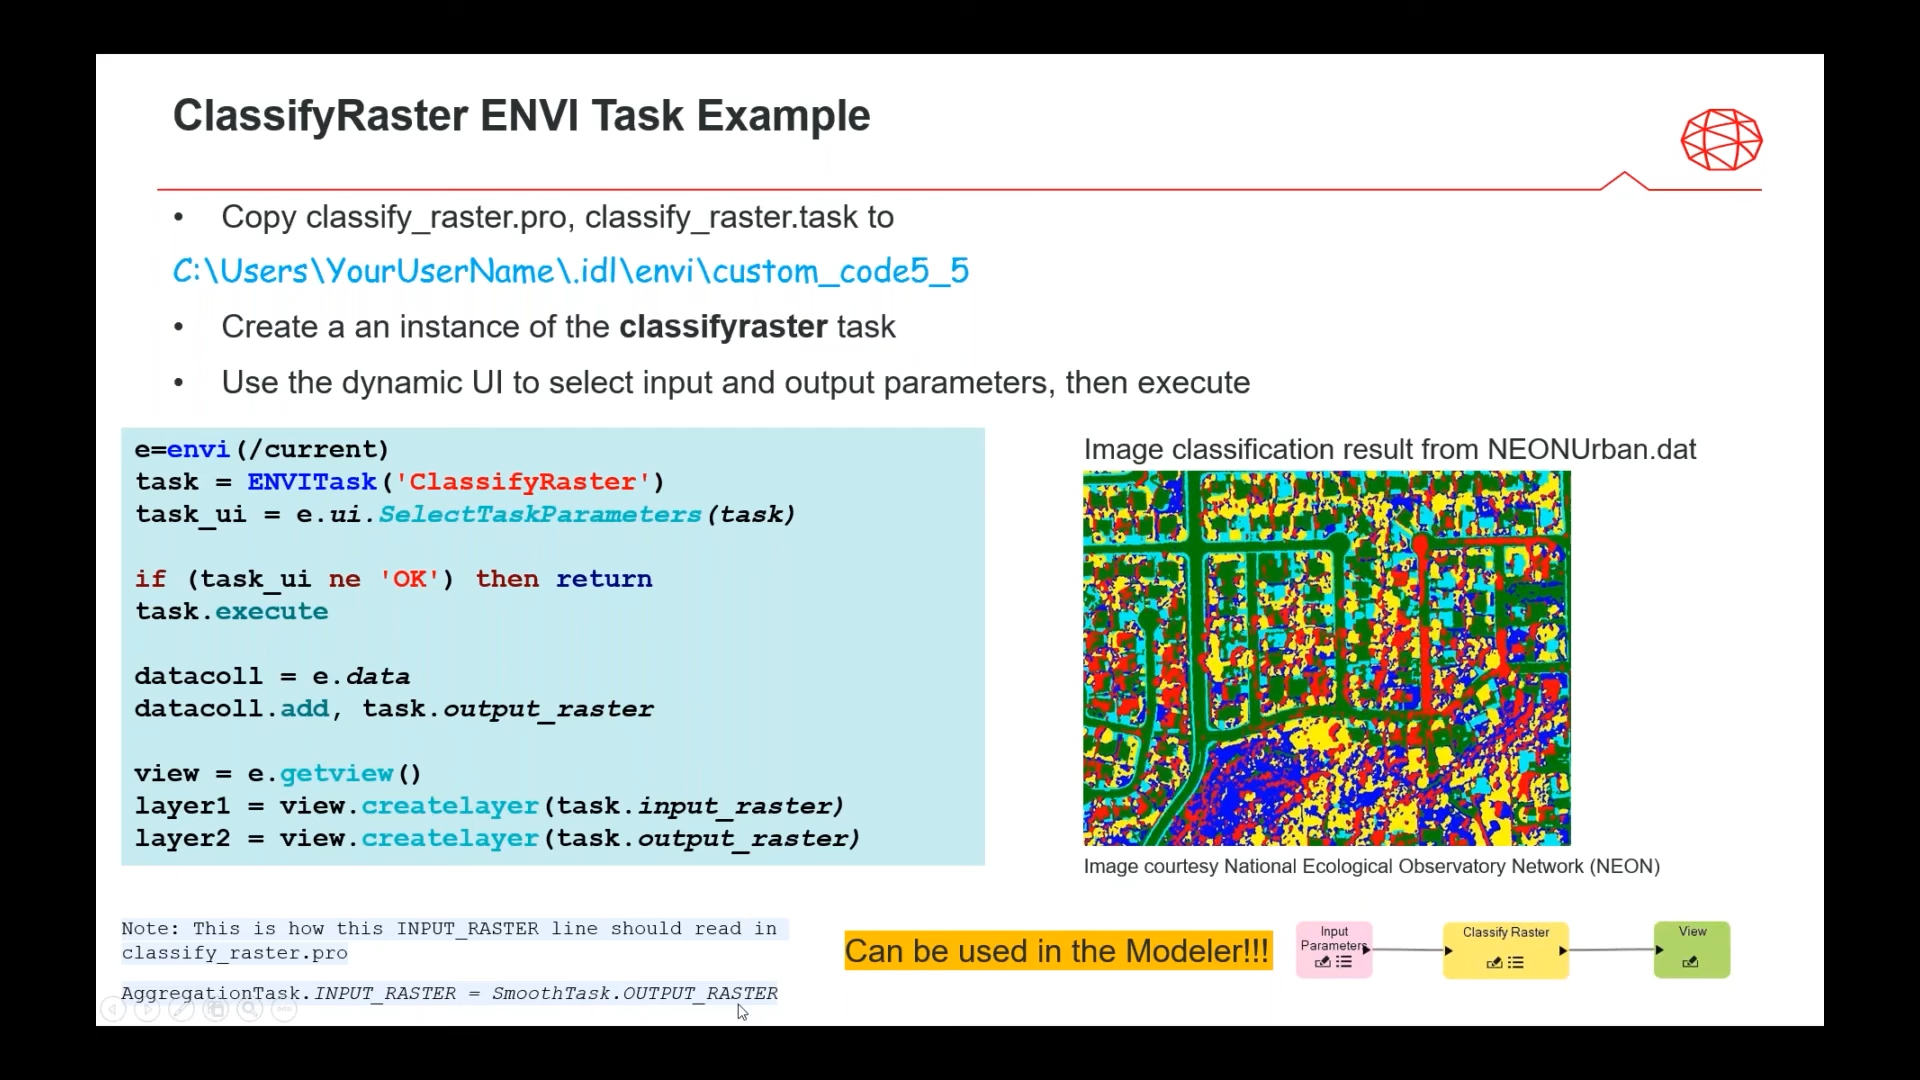 ClassifyRaster ENVI Task Example
• Copy classify_raster.pro, classify_raster.task to
C:\Users\YourUserName\.idl\envi\custom_code5_5
• Create a an instance of the classifyraster task
• Use the dynamic UI to select input and output parameters, then execute
e=envi(/current)
task = ENVITask('ClassifyRaster')
task_ui = e.ui.SelectTaskParameters(task)
if (task_ui ne 'OK') then return
task.execute
datacoll = e.data
datacoll.add, task.output_raster
view = e.getview()
layer1 = view.createlayer(task.input_raster)
layer2 = view.createlayer(task.output_raster)
Image classification result from NEONUrban.dat
Image courtesy National Ecological Observatory Network (NEON)
Note: This is how this INPUT_RASTER line should read in
classify_raster.pro
AggregationTask.INPUT_RASTER = SmoothTask.OUTPUT_RASTER
Can be used in the Modeler!!!
Input
Parameters
Classify Raster
View